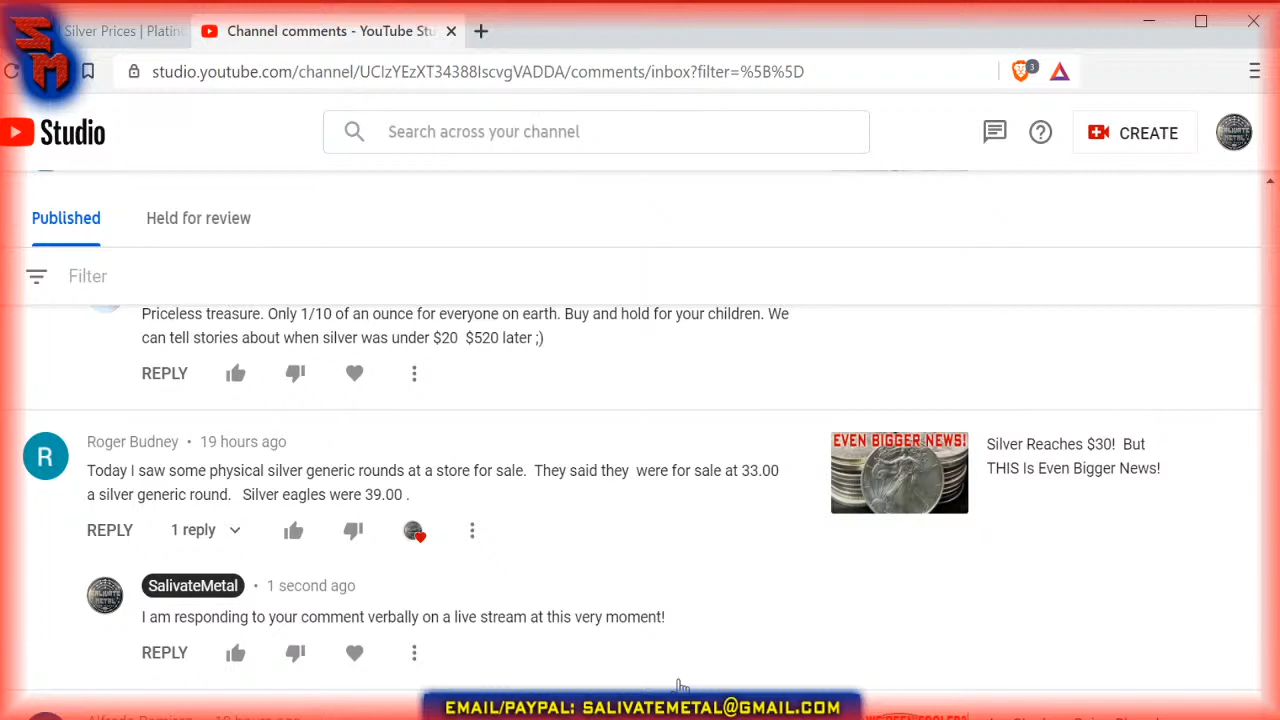 SM
Silver Prices | Platin
Channel comments - YouTube Stu
studio.youtube.com/channel/UCIzYEzXT34388IscvgVADDA/comments/inbox?filter=%5B%5D
3
Studio
Search across your channel
CREATE
Published
Held for review
Filter
Priceless treasure. Only 1/10 of an ounce for everyone on earth. Buy and hold for your children. We
can tell stories about when silver was under $20 $520 later ;)
REPLY
R
Roger Budney • 19 hours ago
Today I saw some physical silver generic rounds at a store for sale. They said they were for sale at 33.00
a silver generic round. Silver eagles were 39.00 .
REPLY 1 reply
EVEN BIGGER NEWS!
Silver Reaches $30! But
THIS Is Even Bigger News!
SalivateMetal • 1 second ago
I am responding to your comment verbally on a live stream at this very moment!
REPLY
EMAIL/PAYPAL: SALIVATEMETAL@GMAIL.COM